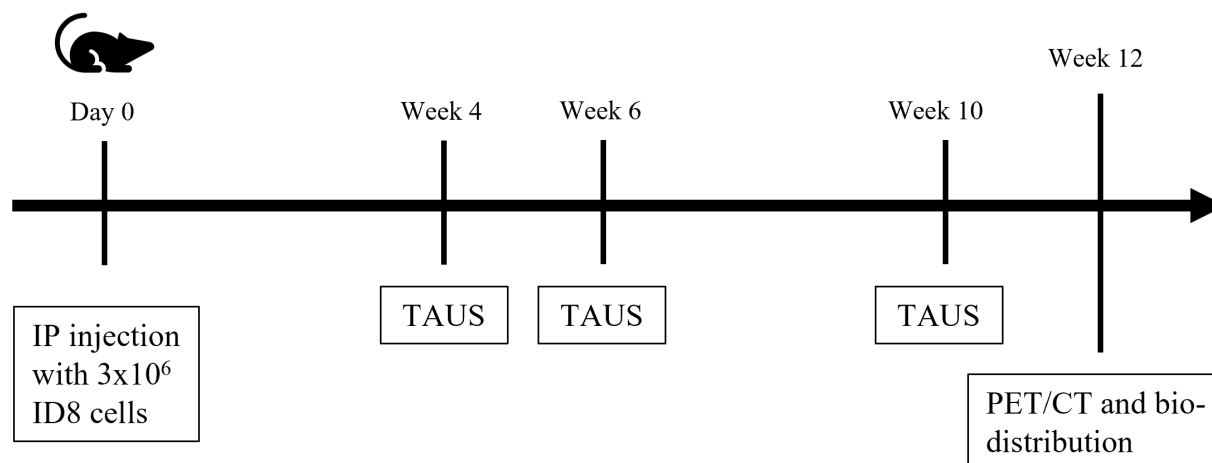 Week 12
Day 0
Week 4
Week 6
Week 10
TAUS
TAUS
TAUS
IP injection
with 3x10⁶
ID8 cells
PET/CT and bio-
distribution